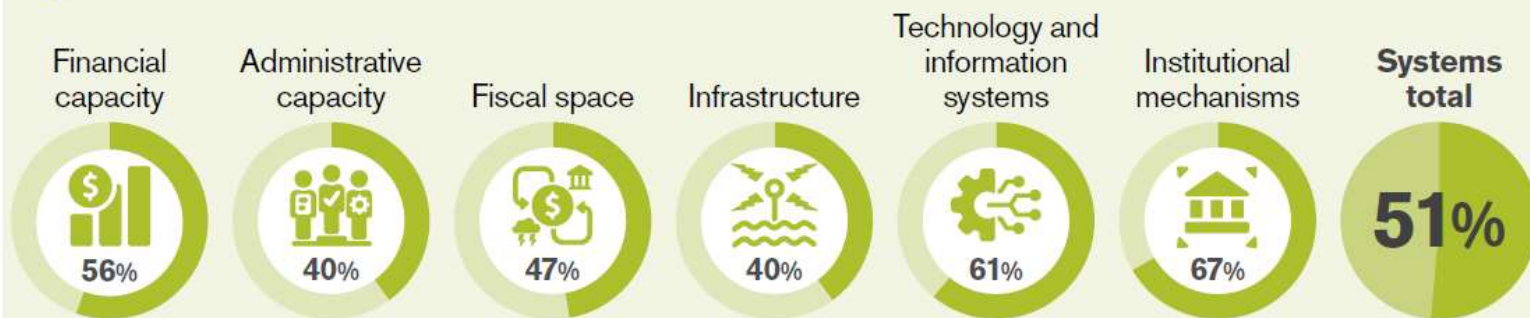 Financial
capacity
56%
Administrative
capacity
40%
Fiscal space
47%
Infrastructure
40%
Technology and
information
systems
61%
Institutional
mechanisms
67%
Systems
total
51%